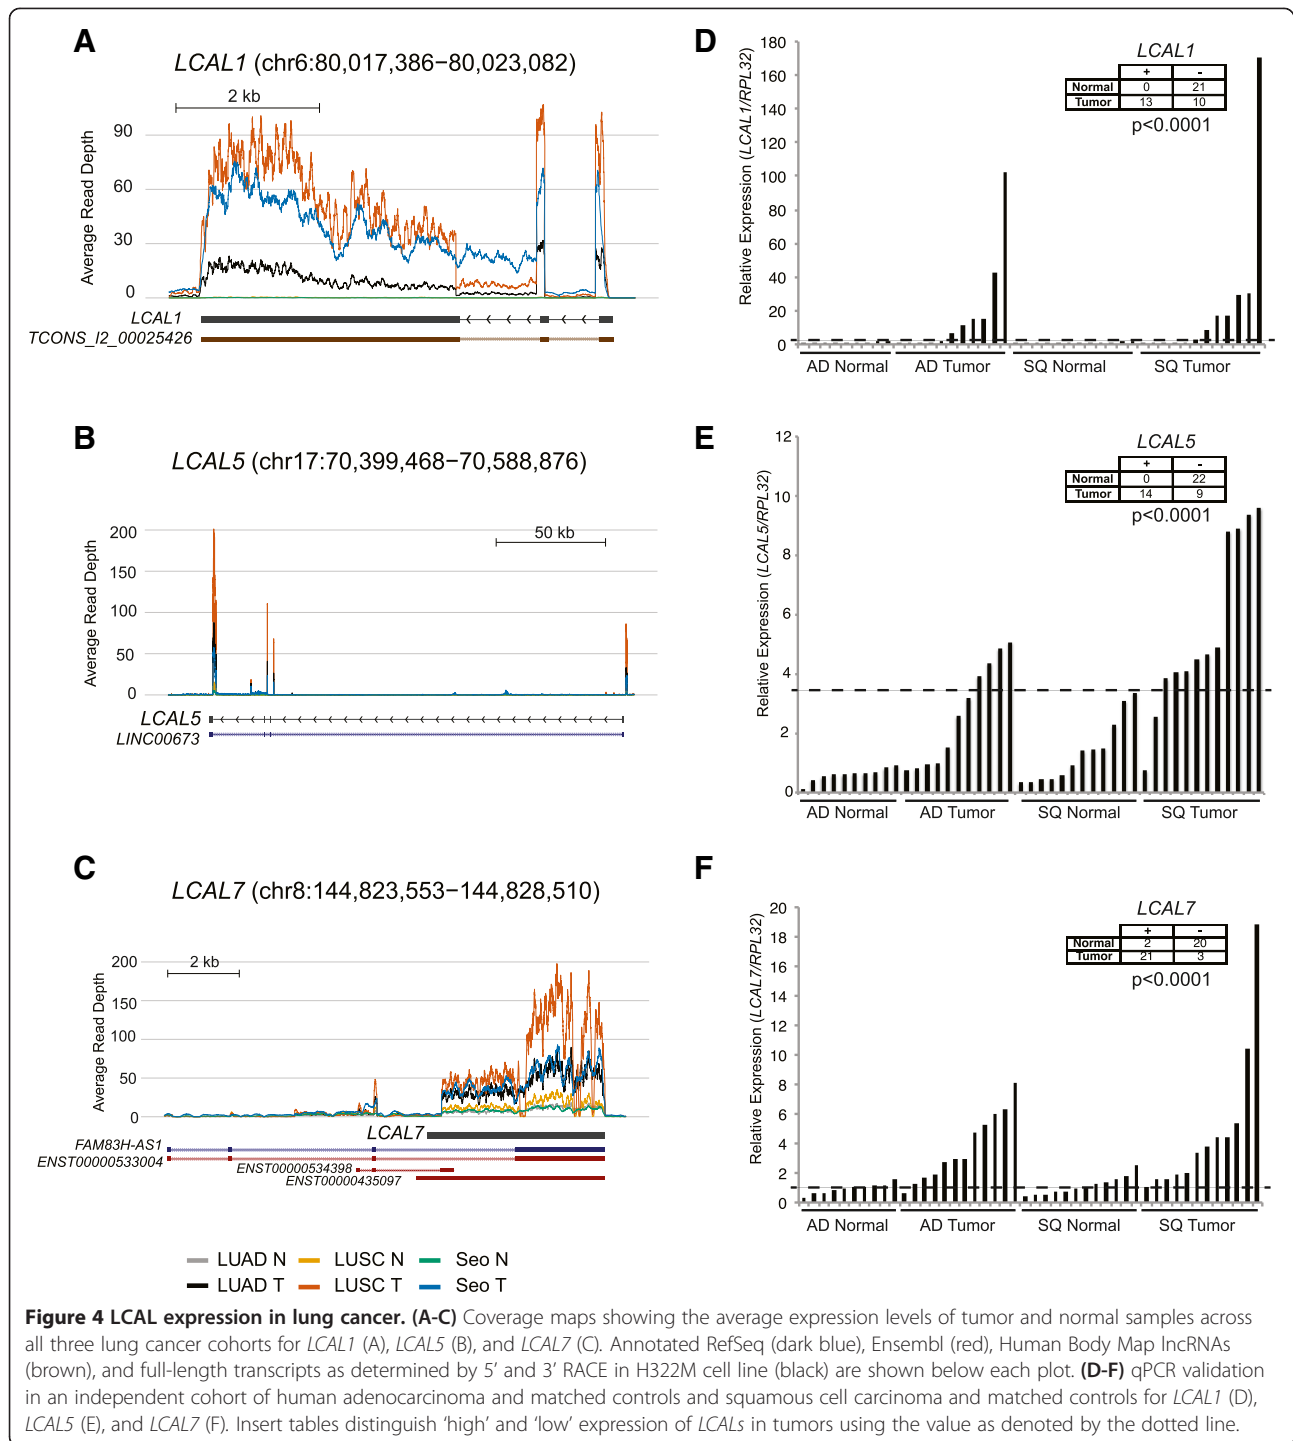 A
LCAL1 (chr6:80,017,386−80,023,082)
2 kb
Average Read Depth
90
60
30
0
LCAL1
TCONS_I2_00025426
D
Relative Expression (LCAL1/RPL32)
180
160
140
120
100
80
60
40
20
0
LCAL1
+ -
Normal 0 21
Tumor 13 10
p<0.0001
AD Normal AD Tumor SQ Normal SQ Tumor
B
LCAL5 (chr17:70,399,468−70,588,876)
50 kb
Average Read Depth
200
150
100
50
0
LCAL5
LINC00673
E
Relative Expression (LCAL5/RPL32)
12
10
8
6
4
2
0
LCAL5
+ -
Normal 0 22
Tumor 14 9
p<0.0001
AD Normal AD Tumor SQ Normal SQ Tumor
C
LCAL7 (chr8:144,823,553−144,828,510)
2 kb
Average Read Depth
200
150
100
50
0
LCAL7
FAM83H-AS1
ENST00000533004
ENST00000534398
ENST00000435097
F
Relative Expression (LCAL7/RPL32)
20
18
16
14
12
10
8
6
4
2
0
LCAL7
+ -
Normal 2 20
Tumor 21 3
p<0.0001
AD Normal AD Tumor SQ Normal SQ Tumor
LUAD N LUSC N Seo N
LUAD T LUSC T Seo T
Figure 4 LCAL expression in lung cancer. (A-C) Coverage maps showing the average expression levels of tumor and normal samples across
all three lung cancer cohorts for LCAL1 (A), LCAL5 (B), and LCAL7 (C). Annotated RefSeq (dark blue), Ensembl (red), Human Body Map lncRNAs
(brown), and full-length transcripts as determined by 5′ and 3′ RACE in H322M cell line (black) are shown below each plot. (D-F) qPCR validation
in an independent cohort of human adenocarcinoma and matched controls and squamous cell carcinoma and matched controls for LCAL1 (D),
LCAL5 (E), and LCAL7 (F). Insert tables distinguish ‘high’ and ‘low’ expression of LCALs in tumors using the value as denoted by the dotted line.